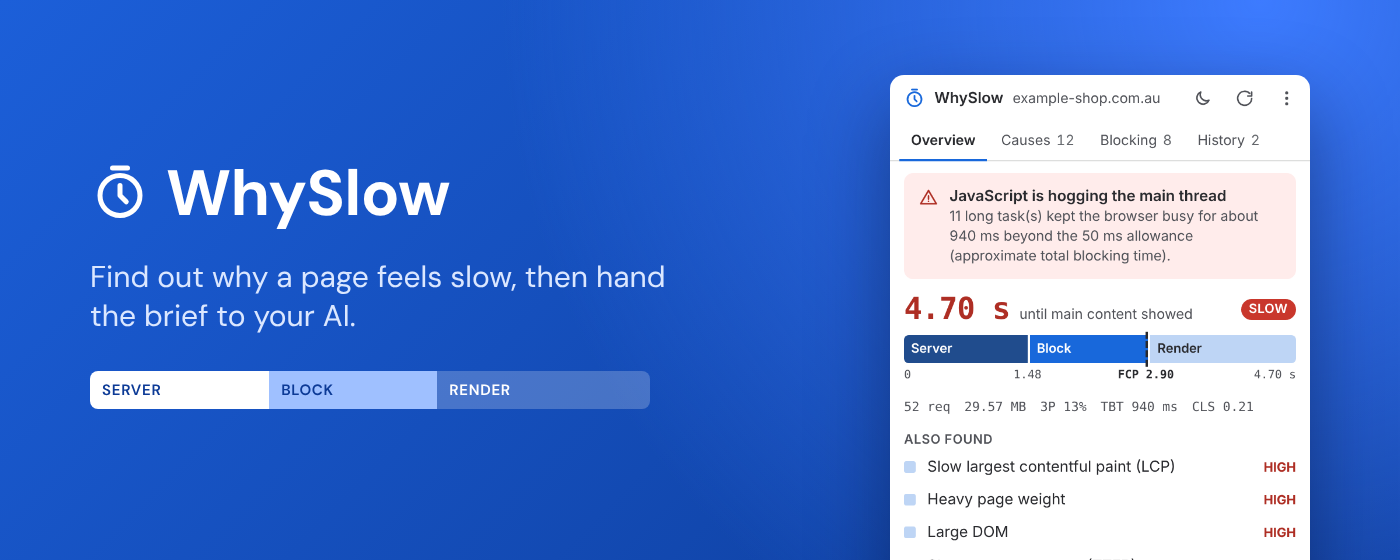 WhySlow
Find out why a page feels slow, then hand
the brief to your AI.
SERVER BLOCK RENDER
WhySlow example-shop.com.au
Overview Causes 12 Blocking 8 History 2
JavaScript is hogging the main thread
11 long task(s) kept the browser busy for about
940 ms beyond the 50 ms allowance
(approximate total blocking time).
4.70 s until main content showed SLOW
Server Block Render
0 1.48 FCP 2.90 4.70 s
52 req 29.57 MB 3P 13% TBT 940 ms CLS 0.21
ALSO FOUND
Slow largest contentful paint (LCP) HIGH
Heavy page weight HIGH
Large DOM HIGH